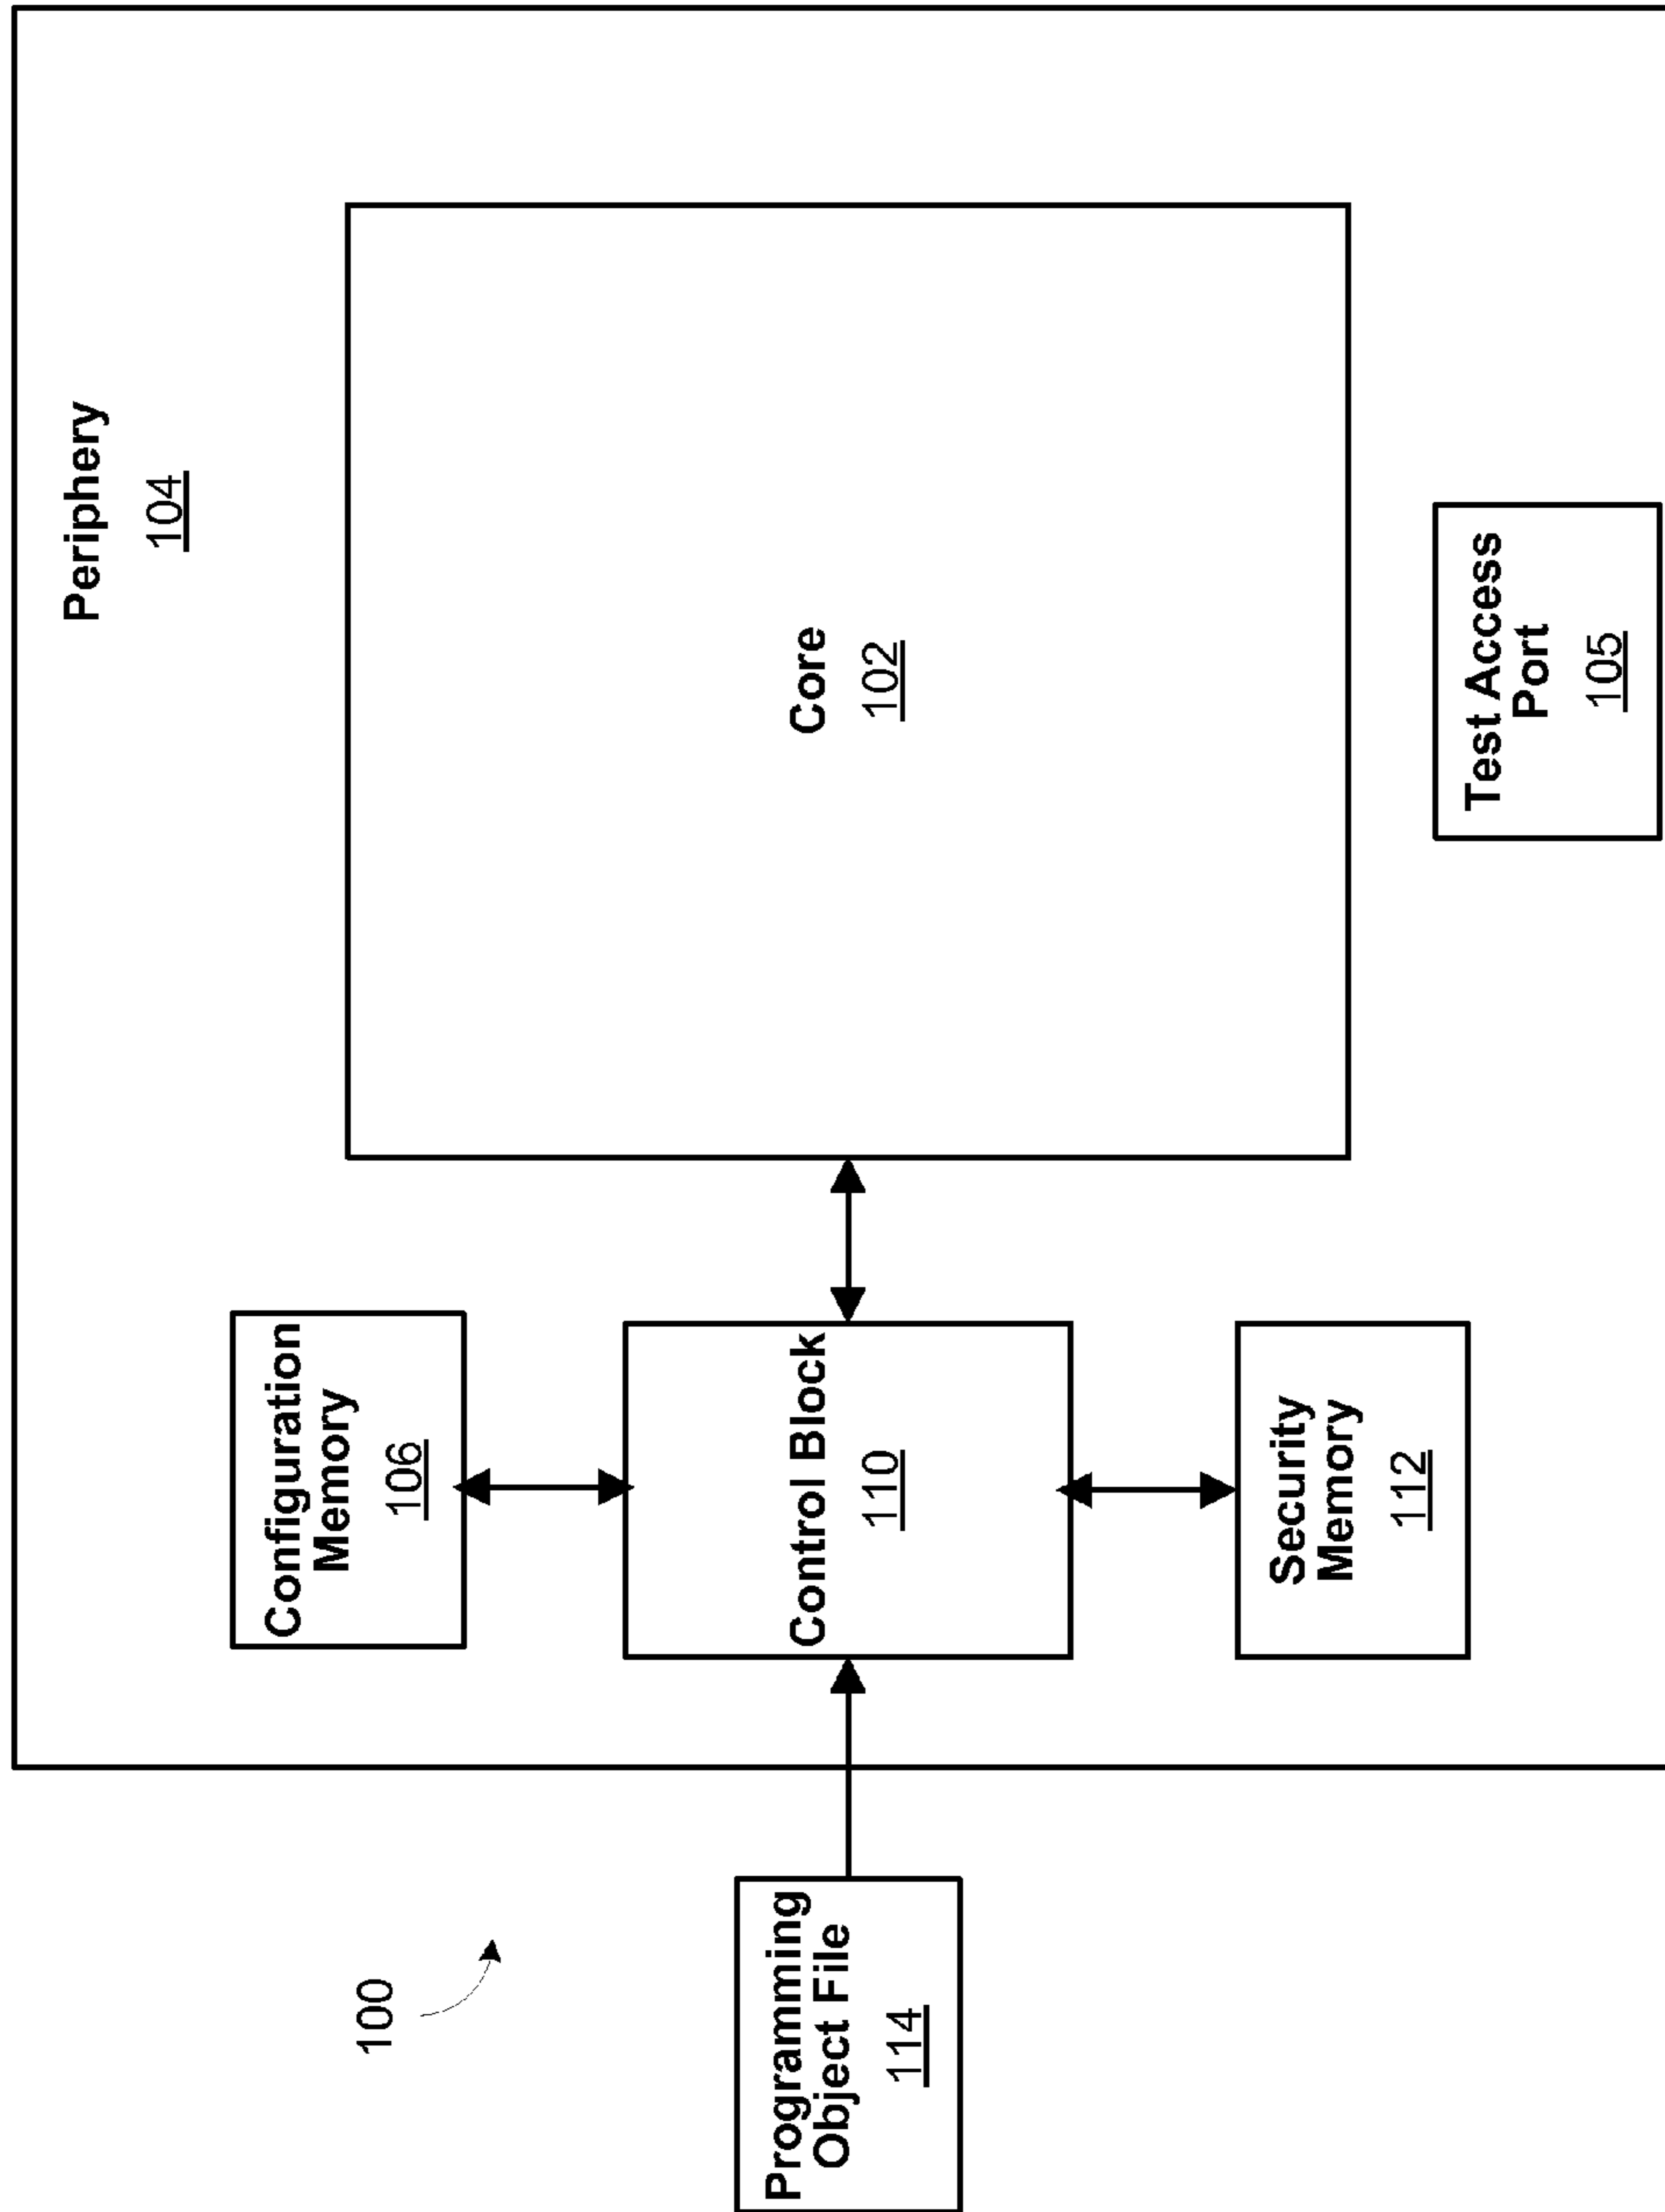 100
Periphery
104
Configuration
Memory
106
Programming
Object File
114
Control Block
110
Core
102
Security
Memory
112
Test Access
Port
105